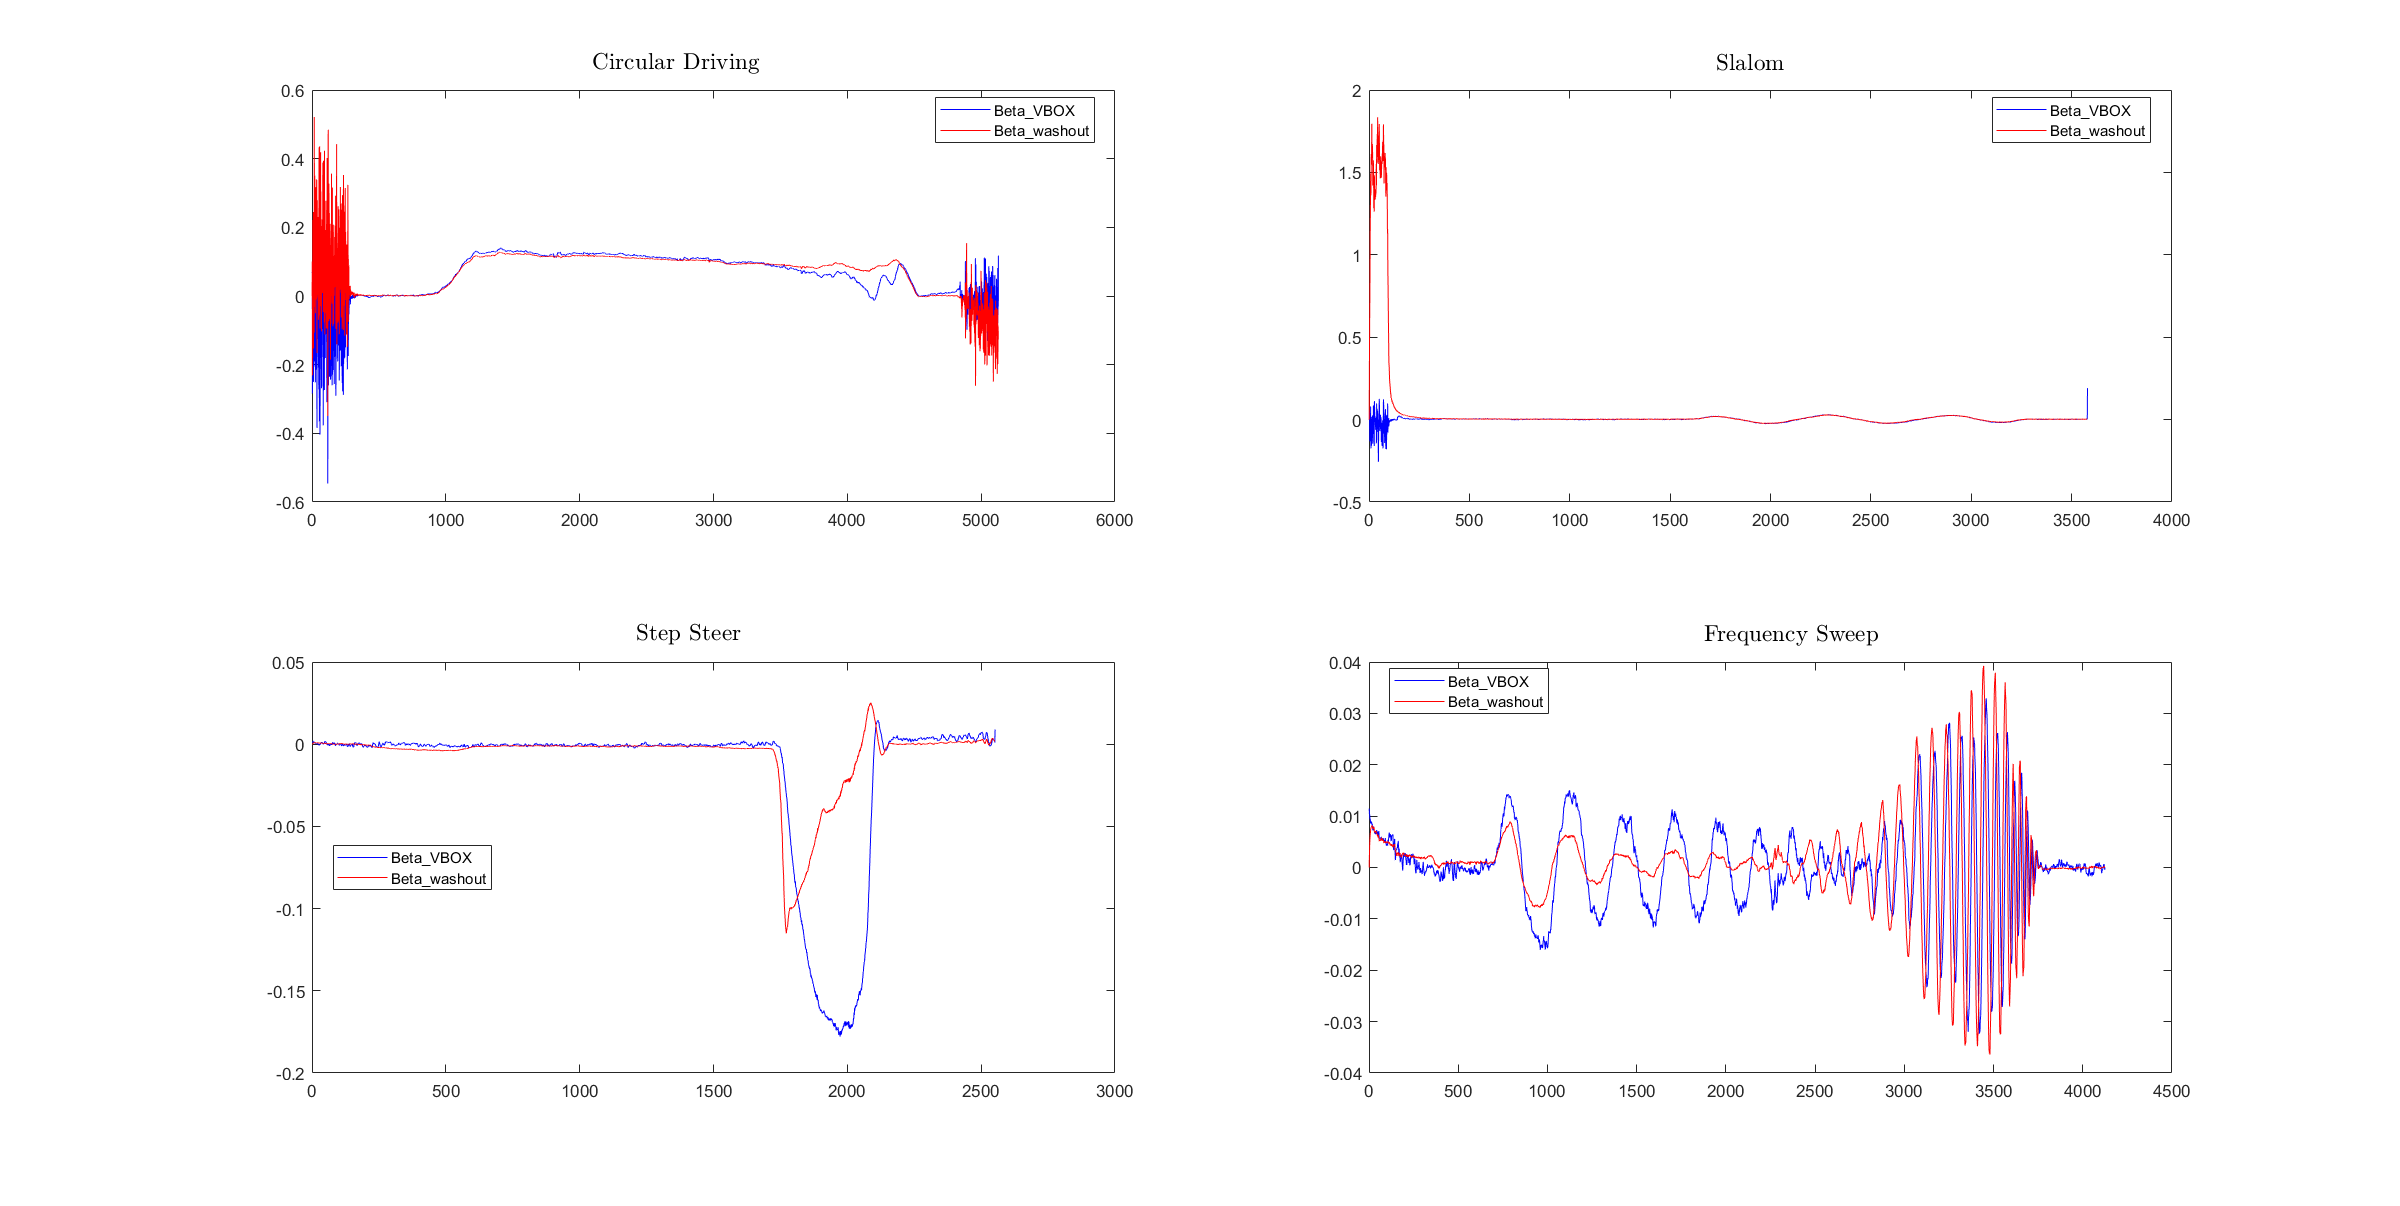 Circular Driving
0.6
0.4
0.2
0
-0.2
-0.4
-0.6
0 1000 2000 3000 4000 5000 6000
Beta_VBOX
Beta_washout
Slalom
2
1.5
1
0.5
0
-0.5
0 500 1000 1500 2000 2500 3000 3500 4000
Beta_VBOX
Beta_washout
Step Steer
0.05
0
-0.05
-0.1
-0.15
-0.2
0 500 1000 1500 2000 2500 3000
Beta_VBOX
Beta_washout
Frequency Sweep
0.04
0.03
0.02
0.01
0
-0.01
-0.02
-0.03
-0.04
0 500 1000 1500 2000 2500 3000 3500 4000 4500
Beta_VBOX
Beta_washout